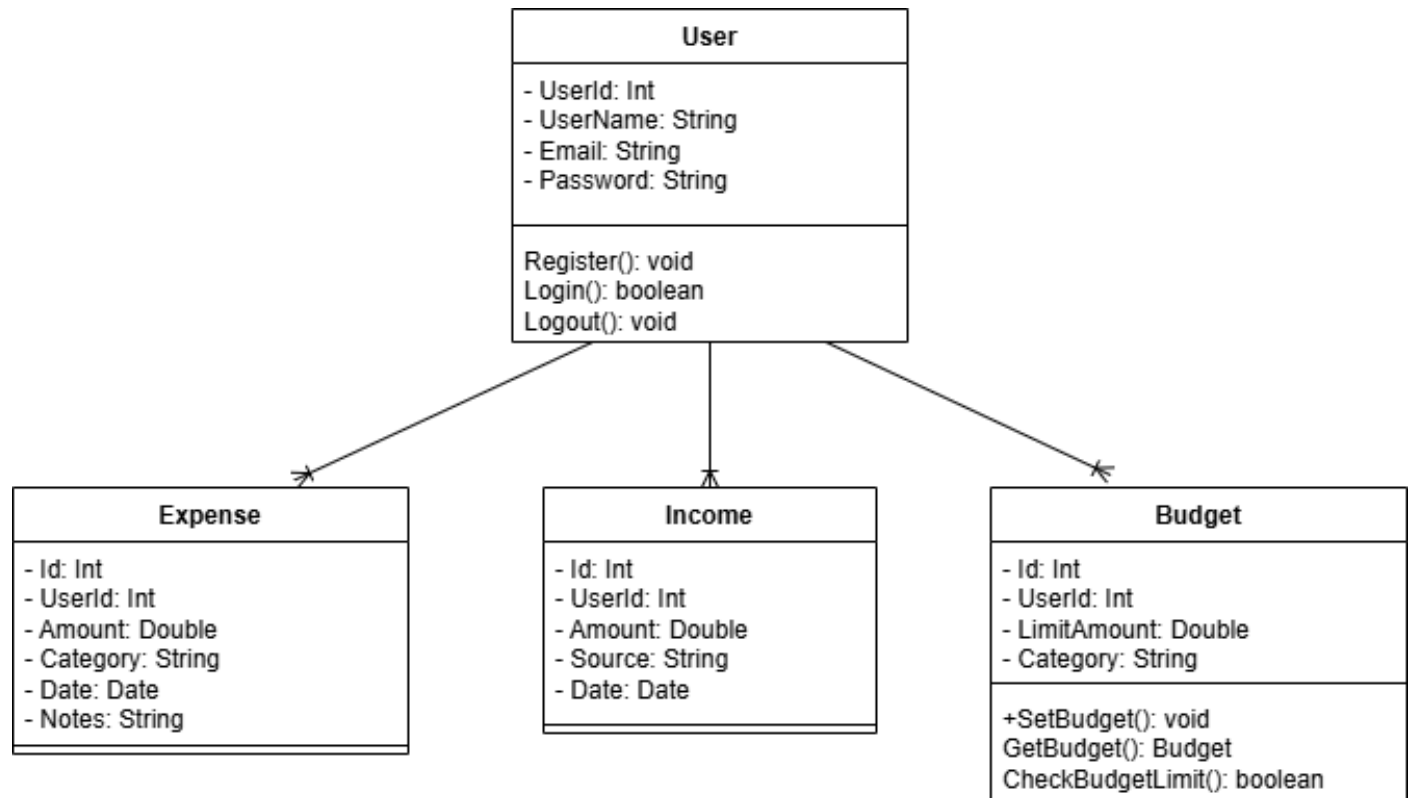 User
- UserId: Int
- UserName: String
- Email: String
- Password: String
Register(): void
Login(): boolean
Logout(): void
Expense
- Id: Int
- UserId: Int
- Amount: Double
- Category: String
- Date: Date
- Notes: String
Income
- Id: Int
- UserId: Int
- Amount: Double
- Source: String
- Date: Date
Budget
- Id: Int
- UserId: Int
- LimitAmount: Double
- Category: String
+SetBudget(): void
GetBudget(): Budget
CheckBudgetLimit(): boolean